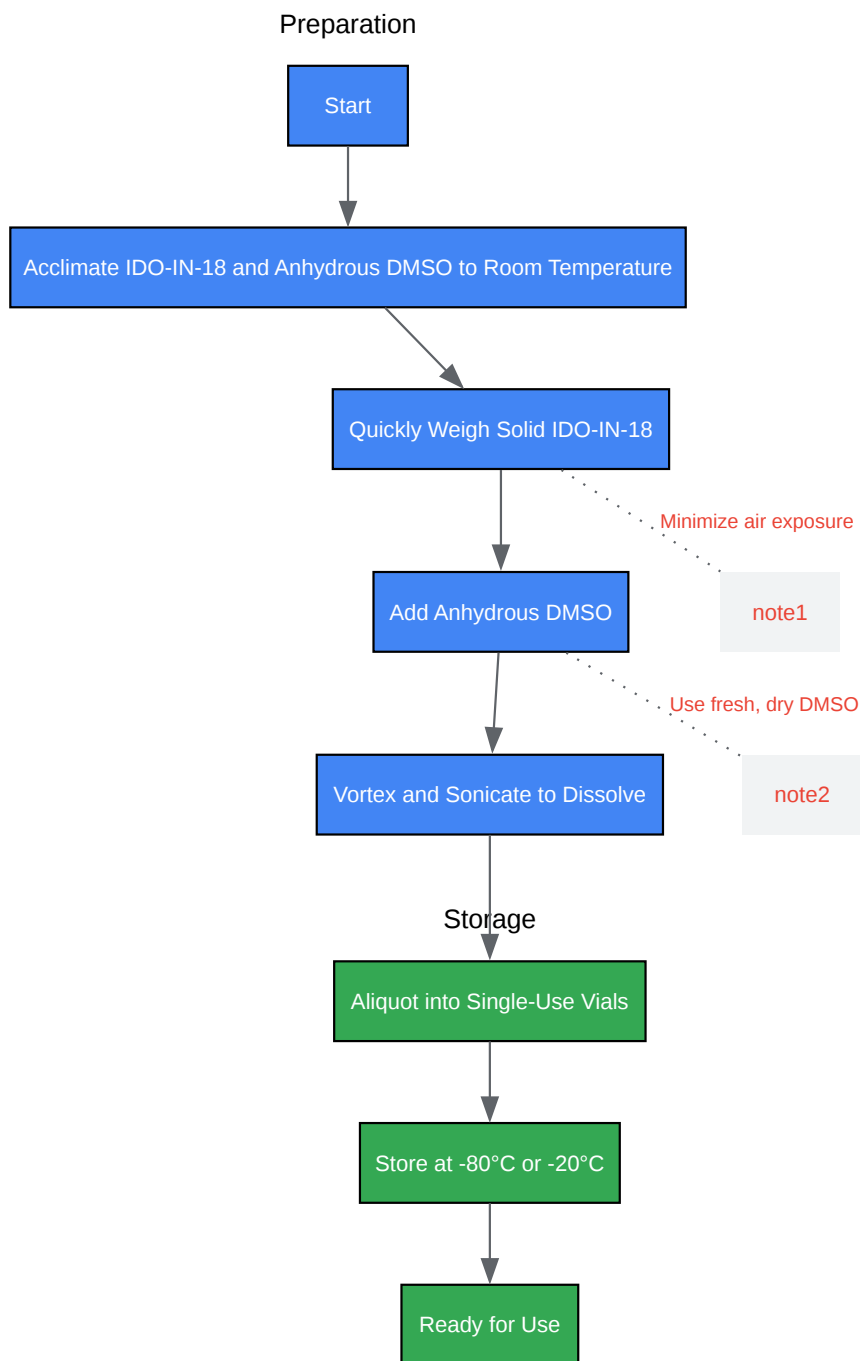 Preparation
Start
Acclimate IDO-IN-18 and Anhydrous DMSO to Room Temperature
Quickly Weigh Solid IDO-IN-18
Minimize air exposure
Add Anhydrous DMSO
note1
Use fresh, dry DMSO
Vortex and Sonicate to Dissolve
note2
Storage
Aliquot into Single-Use Vials
Store at -80°C or -20°C
Ready for Use